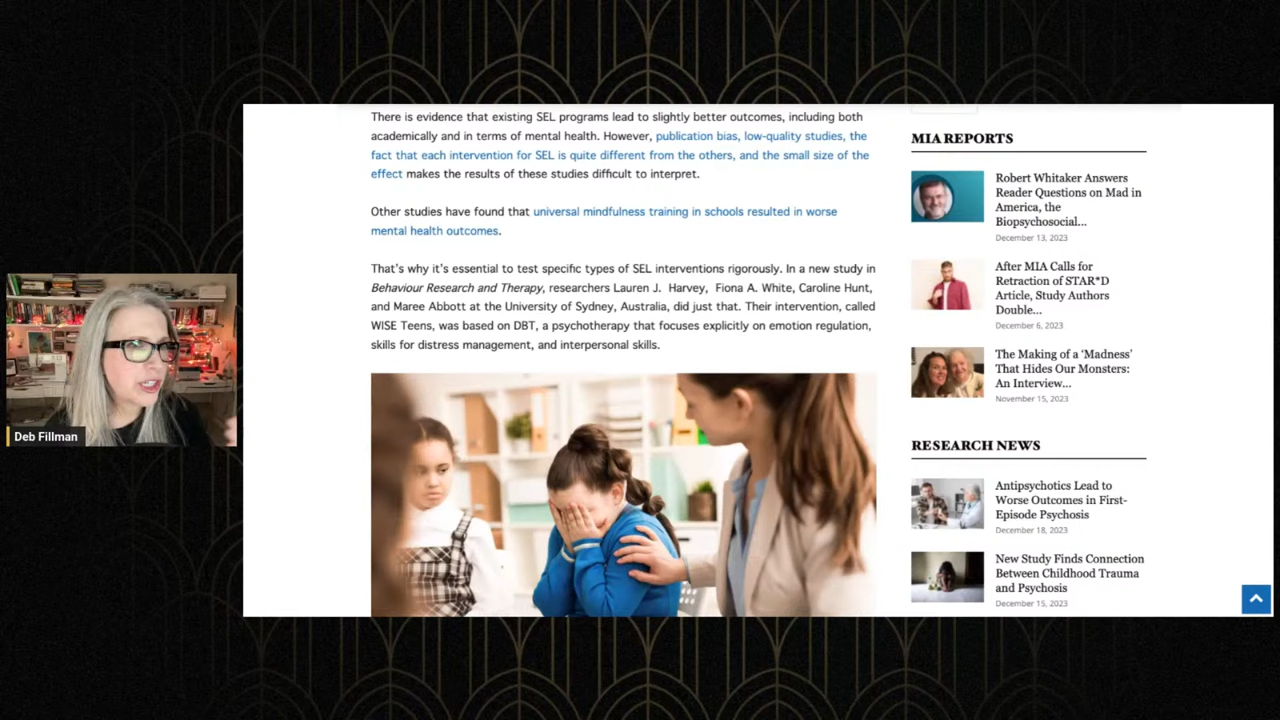 There is evidence that existing SEL programs lead to slightly better outcomes, including both
academically and in terms of mental health. However, publication bias, low-quality studies, the
fact that each intervention for SEL is quite different from the others, and the small size of the
effect makes the results of these studies difficult to interpret.
Other studies have found that universal mindfulness training in schools resulted in worse
mental health outcomes.
That's why it's essential to test specific types of SEL interventions rigorously. In a new study in
Behaviour Research and Therapy, researchers Lauren J. Harvey, Fiona A. White, Caroline Hunt,
and Maree Abbott at the University of Sydney, Australia, did just that. Their intervention, called
WISE Teens, was based on DBT, a psychotherapy that focuses explicitly on emotion regulation,
skills for distress management, and interpersonal skills.
MIA REPORTS
Robert Whitaker Answers
Reader Questions on Mad in
America, the
Biopsychosocial...
December 13, 2023
After MIA Calls for
Retraction of STAR*D
Article, Study Authors
Double...
December 6, 2023
The Making of a ‘Madness’
That Hides Our Monsters:
An Interview...
November 15, 2023
RESEARCH NEWS
Antipsychotics Lead to
Worse Outcomes in First-
Episode Psychosis
December 18, 2023
New Study Finds Connection
Between Childhood Trauma
and Psychosis
December 15, 2023
Deb Fillman